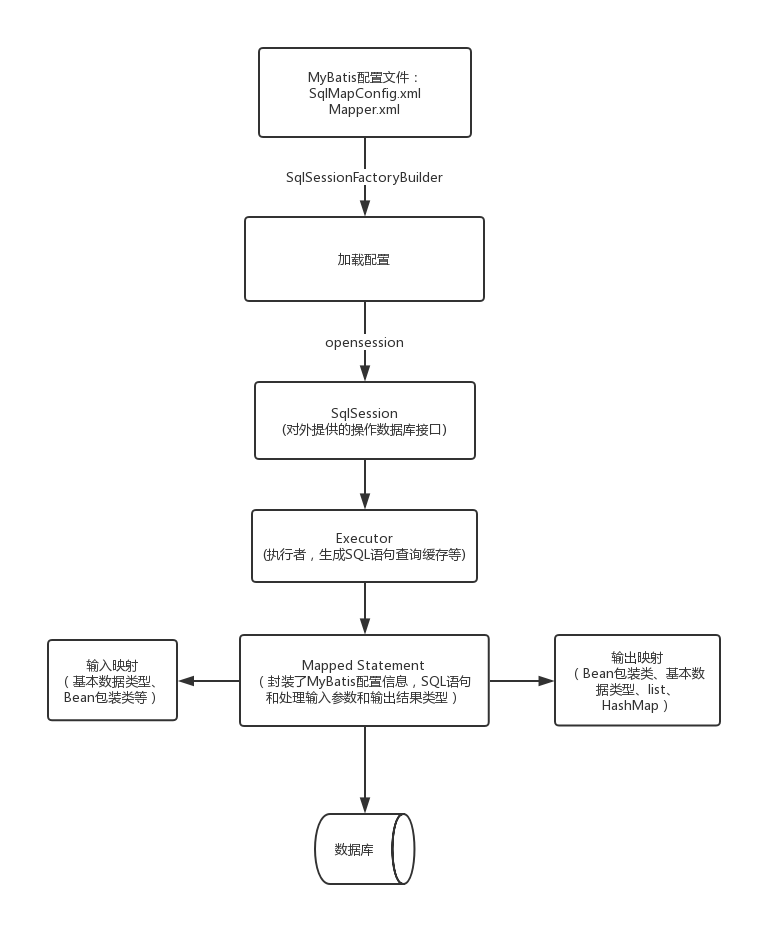 MyBatis配置文件：
SqlMapConfig.xml
Mapper.xml
SqlSessionFactoryBuilder
加载配置
opensession
SqlSession
(对外提供的操作数据库接口)
Executor
(执行者，生成SQL语句查询缓存等)
输入映射
（基本数据类型、
Bean包装类等）
Mapped Statement
（封装了MyBatis配置信息，SQL语句
和处理输入参数和输出结果类型）
输出映射
（Bean包装类、基本数
据类型、list、
HashMap）
数据库